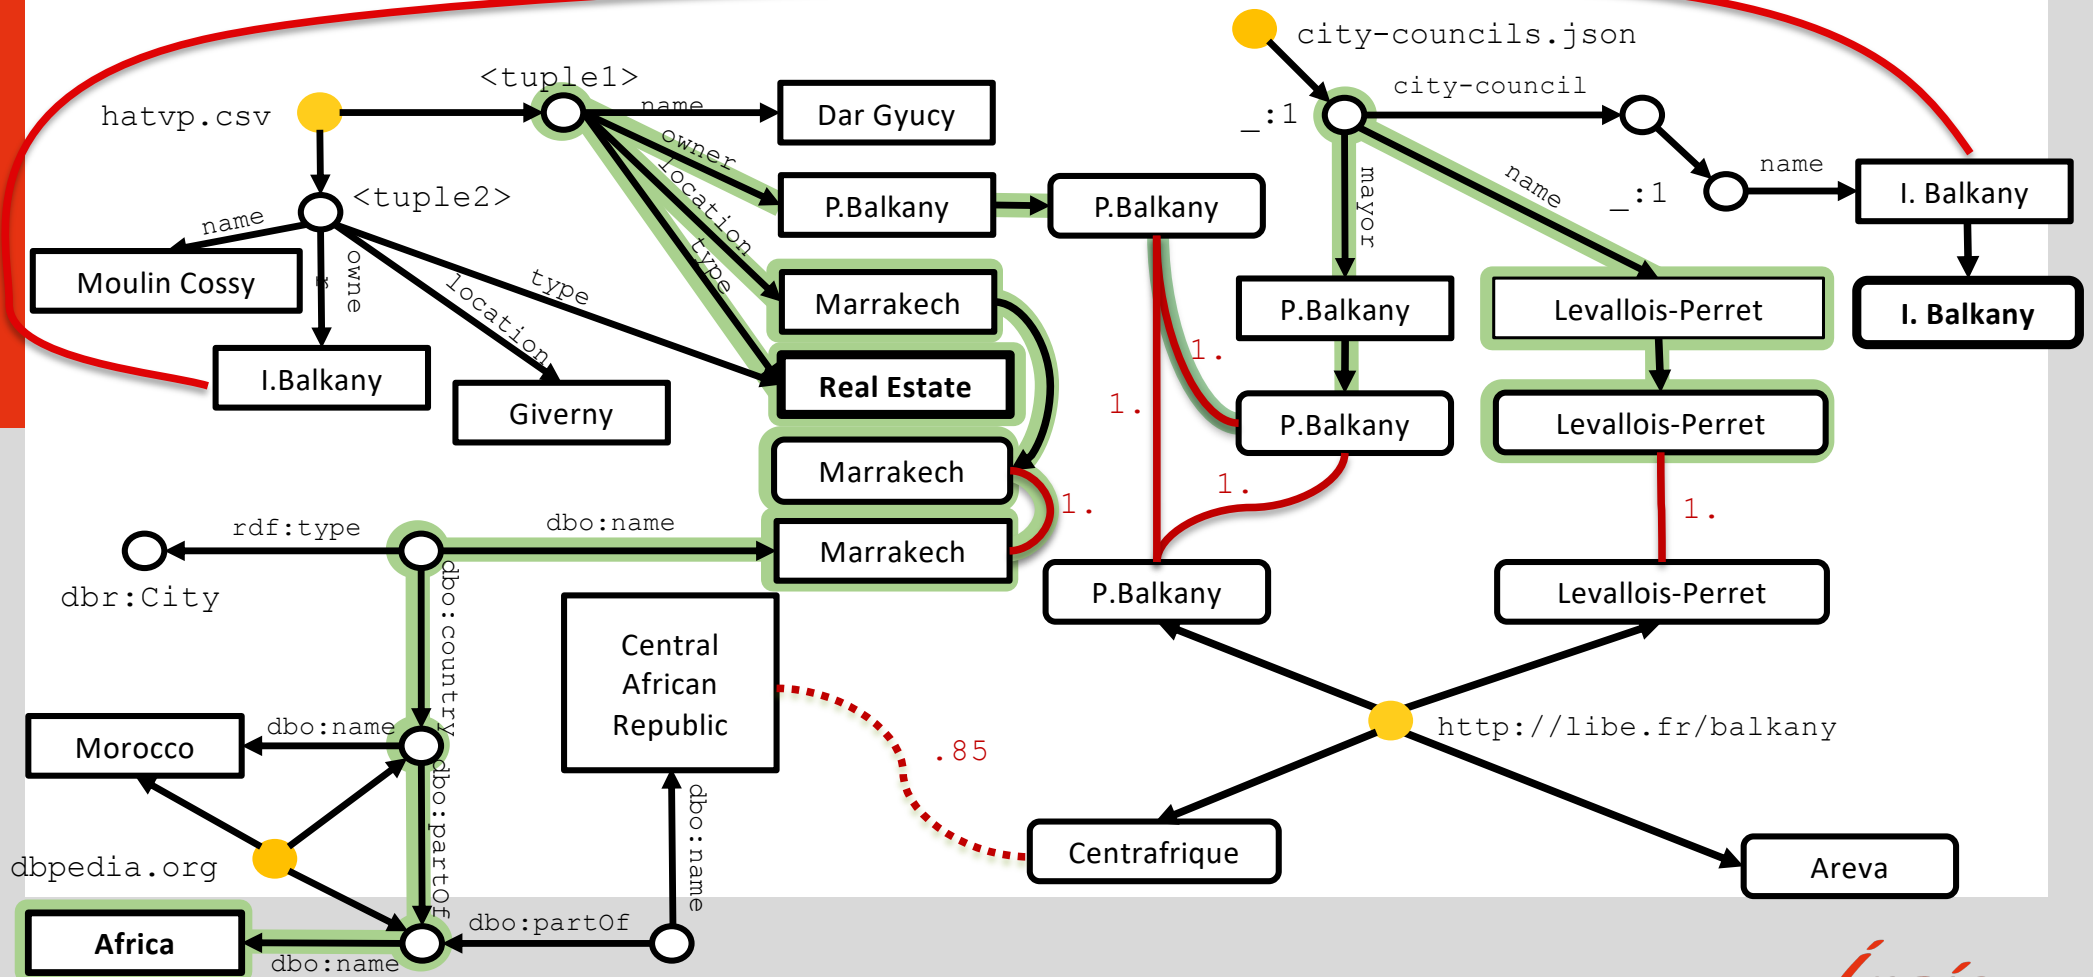 city-councils.json
<tuple1>
city-council
hatvp.csv
name
Dar Gyucy
_:1
owner
mayor
name
name
_:1
I. Balkany
<tuple2>
location
P.Balkany
P.Balkany
name
type
Moulin Cossy
owne
r
location
type
Marrakech
P.Balkany
Levallois-Perret
I. Balkany
1.
I.Balkany
Real Estate
Giverny
1.
P.Balkany
Levallois-Perret
Marrakech
1.
1.
1.
rdf:type
dbo:name
Marrakech
dbr:City
dbo:country
P.Balkany
Levallois-Perret
Central
African
Republic
Morocco
dbo:name
http://libe.fr/balkany
.85
dbo:partOf
dbo:name
dbpedia.org
Centrafrique
Areva
Africa
dbo:name
dbo:partOf